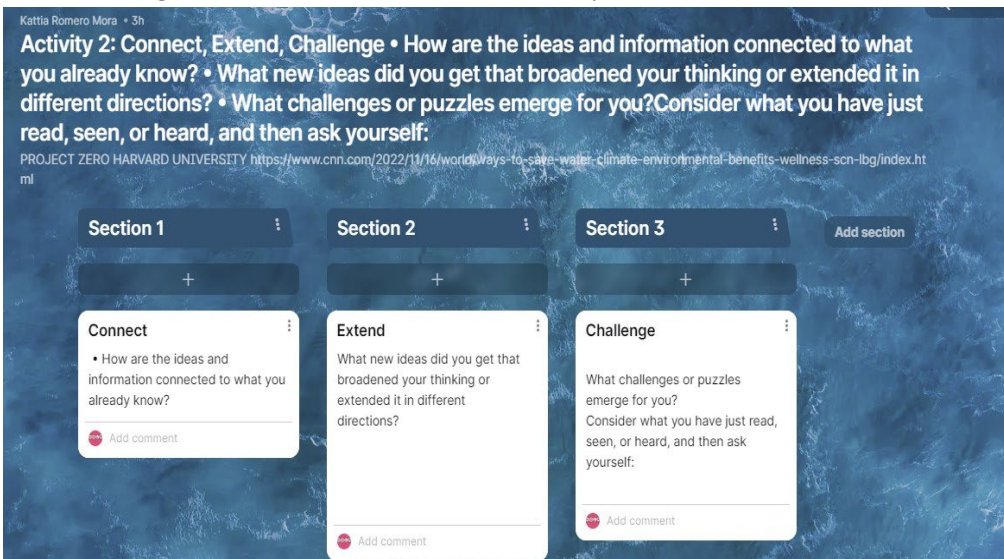 Kattia Romero Mora • 3h
Activity 2: Connect, Extend, Challenge • How are the ideas and information connected to what
you already know? • What new ideas did you get that broadened your thinking or extended it in
different directions? • What challenges or puzzles emerge for you?Consider what you have just
read, seen, or heard, and then ask yourself:
PROJECT ZERO HARVARD UNIVERSITY https://www.cnn.com/2022/11/16/world/ways-to-save-water-climate-environmental-benefits-wellness-scn-lbg/index.ht
ml
Section 1
Section 2
Section 3
Add section
Connect
• How are the ideas and
information connected to what you
already know?
Add comment
Extend
What new ideas did you get that
broadened your thinking or
extended it in different
directions?
Add comment
Challenge
What challenges or puzzles
emerge for you?
Consider what you have just read,
seen, or heard, and then ask
yourself:
Add comment